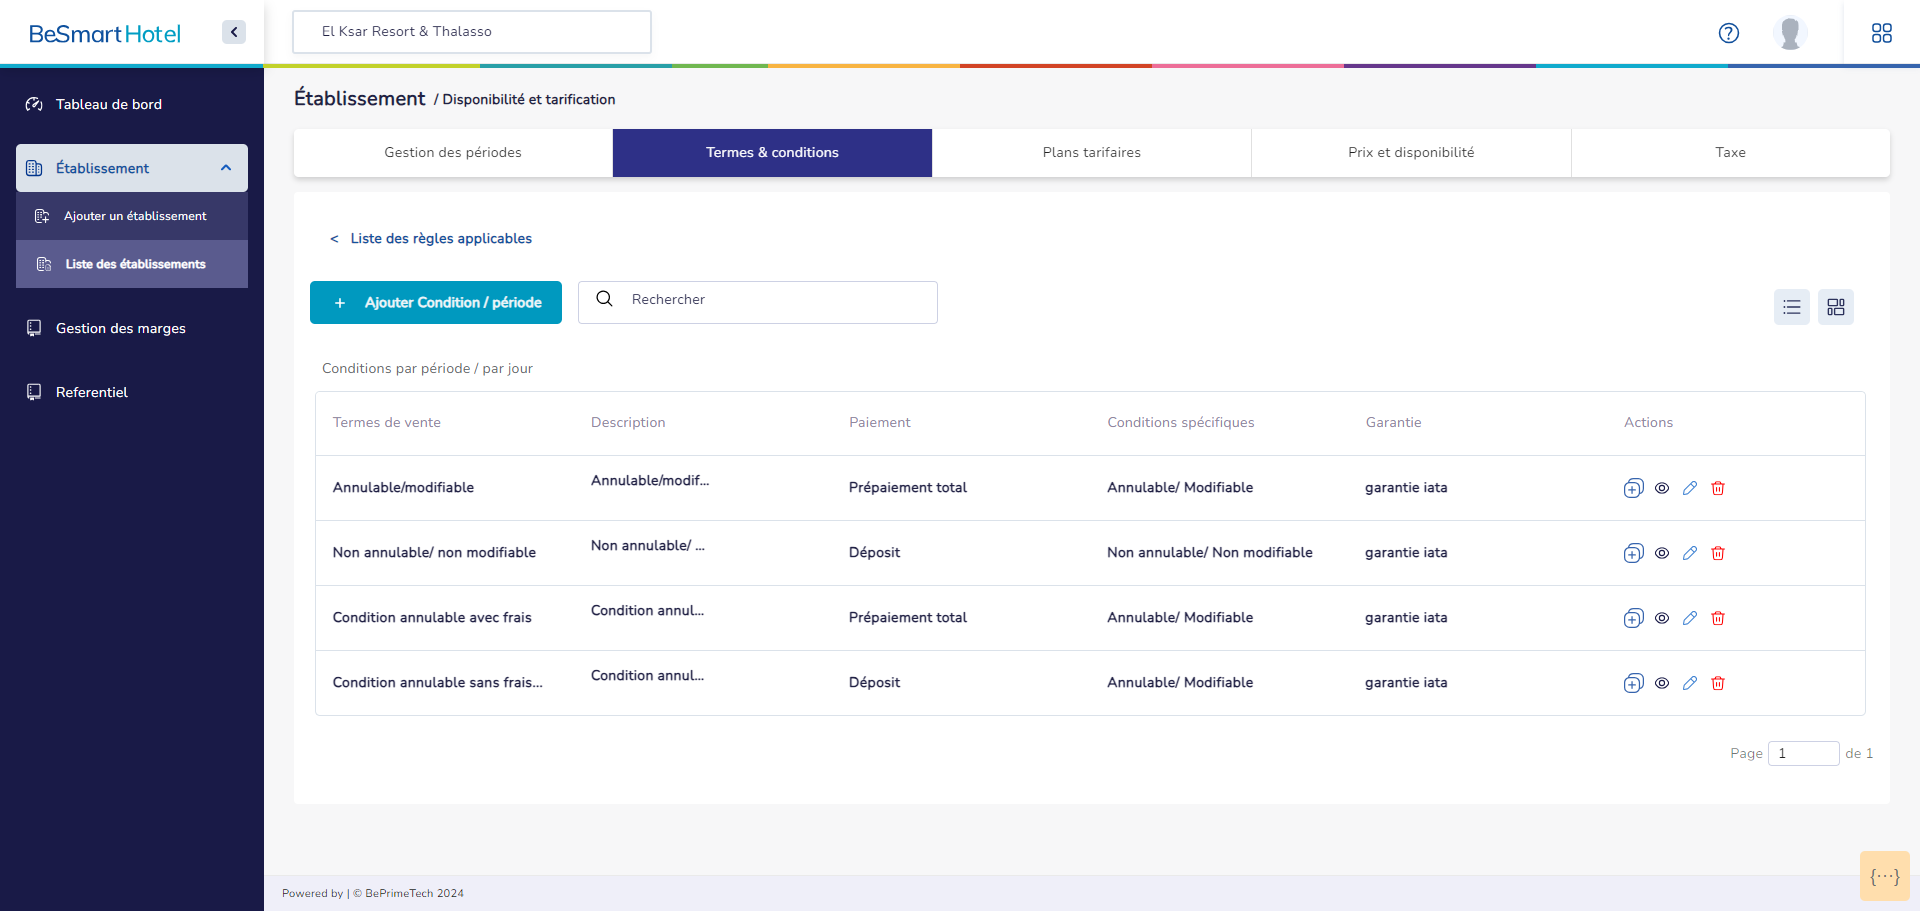 BeSmart Hotel
El Ksar Resort & Thalasso
Tableau de bord
Établissement
Ajouter un établissement
Liste des établissements
Gestion des marges
Referentiel
Établissement / Disponibilité et tarification
Gestion des périodes
Termes & conditions
Plans tarifaires
Prix et disponibilité
Taxe
< Liste des règles applicables
+ Ajouter Condition / période
Rechercher
Conditions par période / par jour
Termes de vente Description Paiement Conditions spécifiques Garantie Actions
Annulable/modifiable Annulable/modif... Prépaiement total Annulable/ Modifiable garantie iata
Non annulable/ non modifiable Non annulable/ ... Déposit Non annulable/ Non modifiable garantie iata
Condition annulable avec frais Condition annul... Prépaiement total Annulable/ Modifiable garantie iata
Condition annulable sans frais... Condition annul... Déposit Annulable/ Modifiable garantie iata
Page 1 de 1
Powered by | © BePrimeTech 2024
{···}